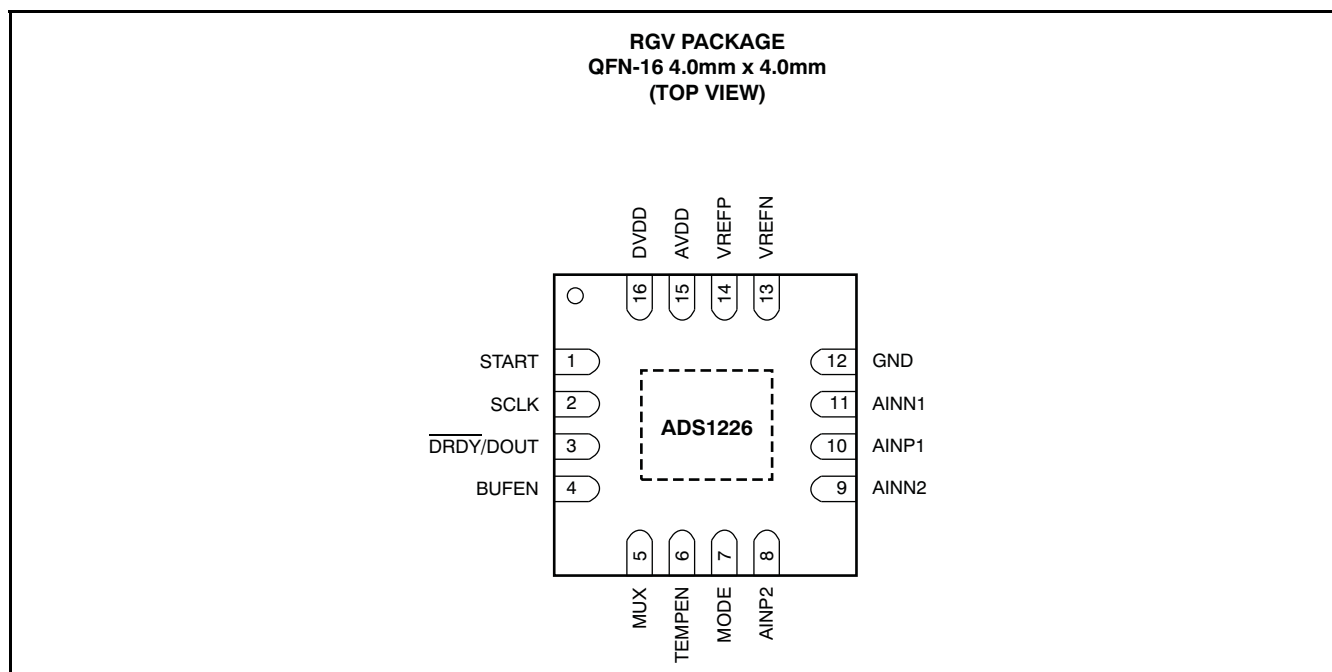 RGV PACKAGE
QFN-16 4.0mm x 4.0mm
(TOP VIEW)
DVDD
AVDD
VREFP
VREFN
16
15
14
13
START 1
SCLK 2
DRDY/DOUT 3
BUFEN 4
ADS1226
12 GND
11 AINN1
10 AINP1
9 AINN2
5
6
7
8
MUX
TEMPEN
MODE
AINP2